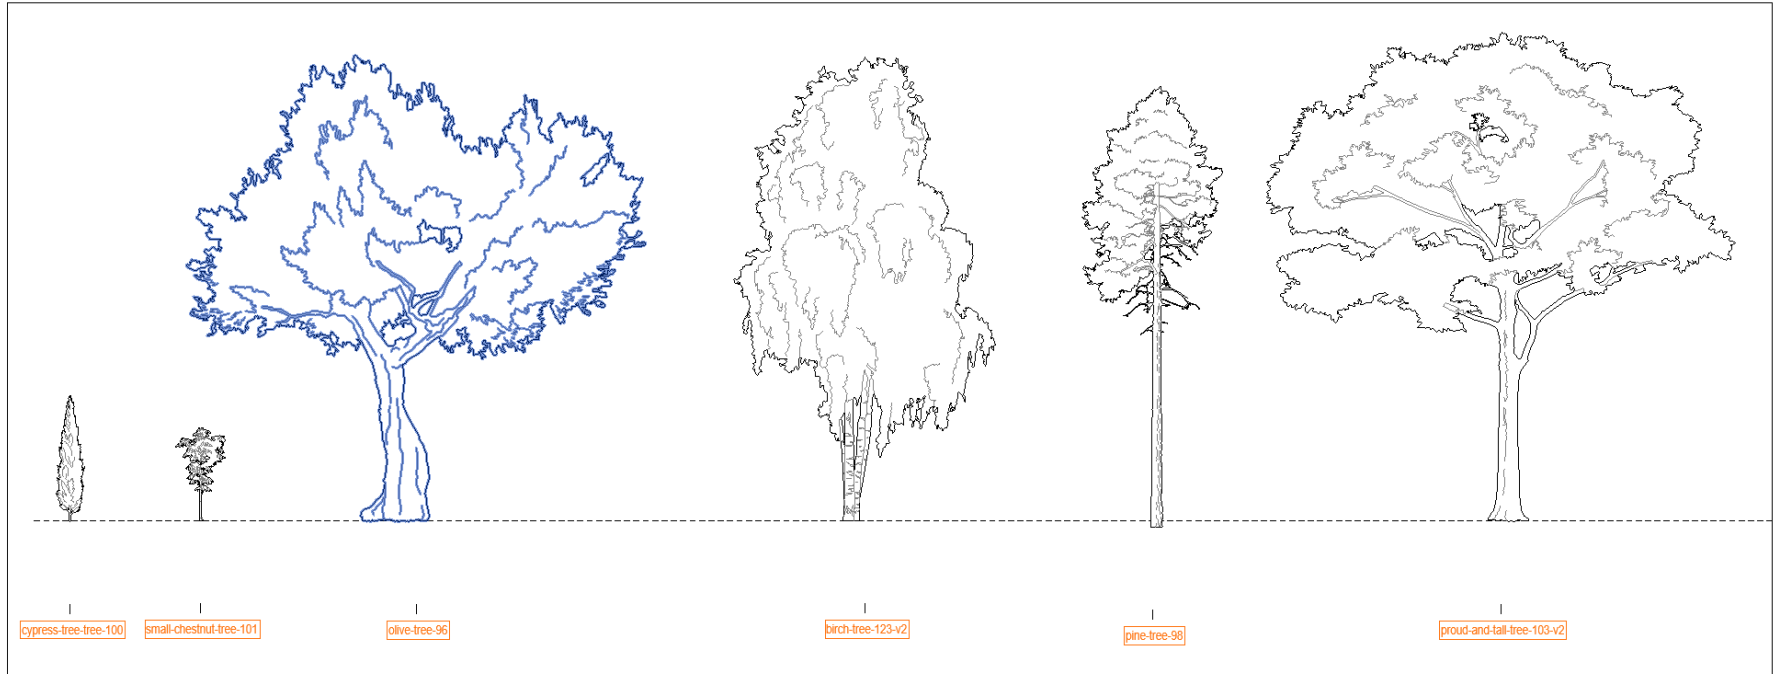 cypress-tree-tree-100
small-chestnut-tree-101
olive-tree-96
birch-tree-123-v2
pine-tree-98
proud-and-tall-tree-103-v2